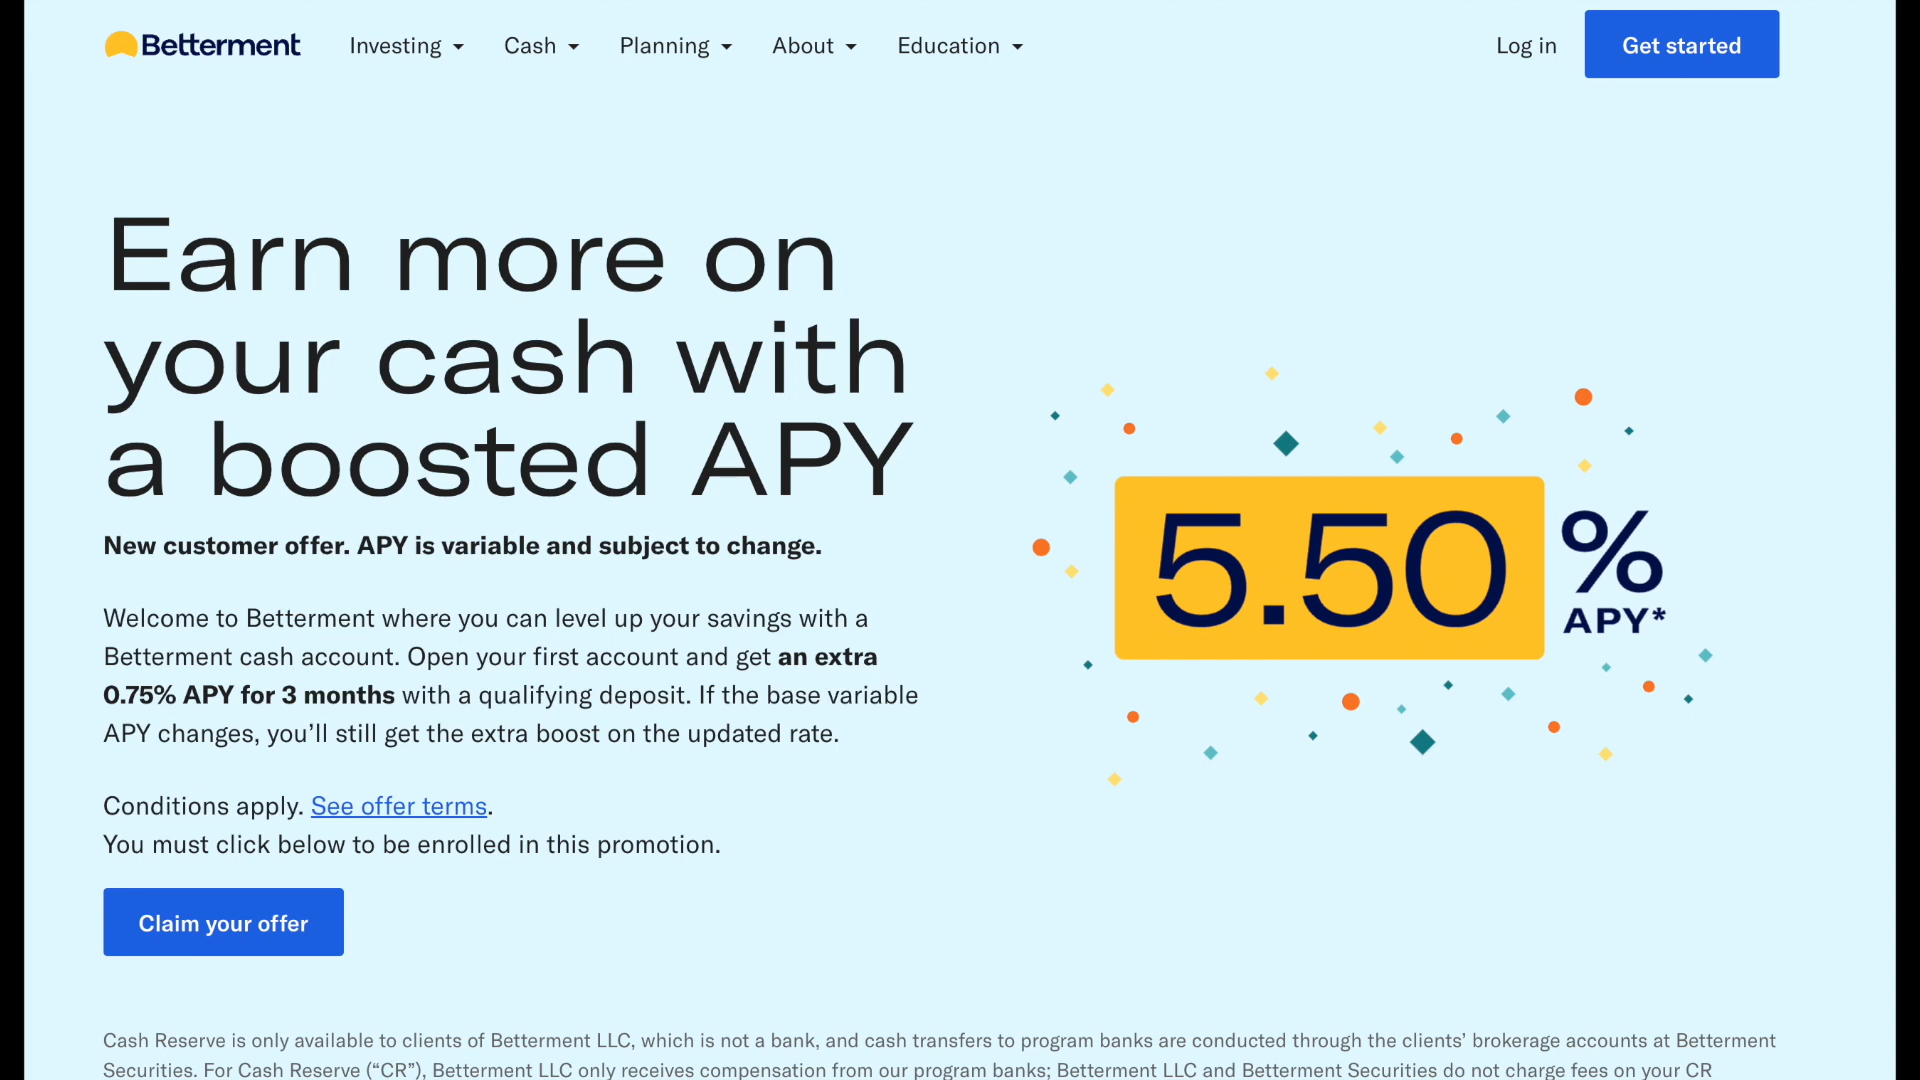 Betterment
Investing Cash Planning About Education
Log in Get started
Earn more on
your cash with
a boosted APY
New customer offer. APY is variable and subject to change.
Welcome to Betterment where you can level up your savings with a
Betterment cash account. Open your first account and get an extra
0.75% APY for 3 months with a qualifying deposit. If the base variable
APY changes, you’ll still get the extra boost on the updated rate.
Conditions apply. See offer terms.
You must click below to be enrolled in this promotion.
Claim your offer
5.50 %
APY*
Cash Reserve is only available to clients of Betterment LLC, which is not a bank, and cash transfers to program banks are conducted through the clients’ brokerage accounts at Betterment
Securities. For Cash Reserve (“CR”), Betterment LLC only receives compensation from our program banks; Betterment LLC and Betterment Securities do not charge fees on your CR